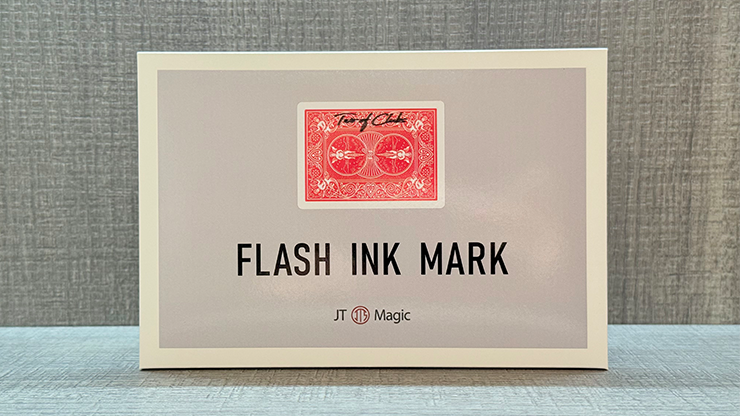 Two of Clubs
FLASH INK MARK
JT Magic